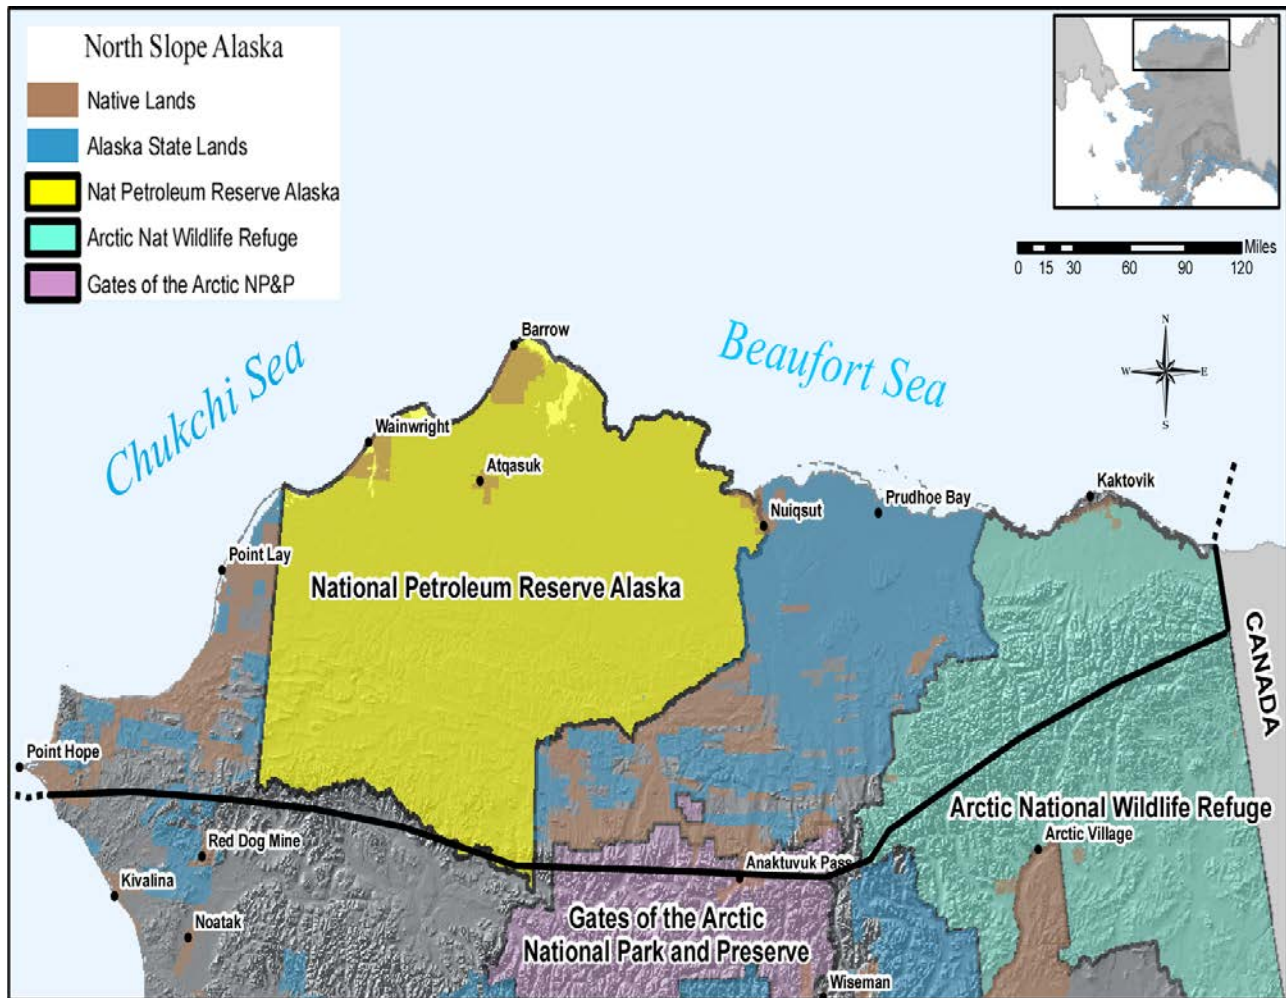 North Slope Alaska
Native Lands
Alaska State Lands
Nat Petroleum Reserve Alaska
Arctic Nat Wildlife Refuge
Gates of the Arctic NP&P
Miles
0 15 30 60 90 120
N
W E
S
Chukchi Sea
Beaufort Sea
Barrow
Wainwright
Atqasuk
Nuiqsut
Prudhoe Bay
Kaktovik
Point Lay
National Petroleum Reserve Alaska
CANADA
Point Hope
Arctic National Wildlife Refuge
Red Dog Mine
Arctic Village
Anaktuvuk Pass
Kivalina
Gates of the Arctic
National Park and Preserve
Noatak
Wiseman